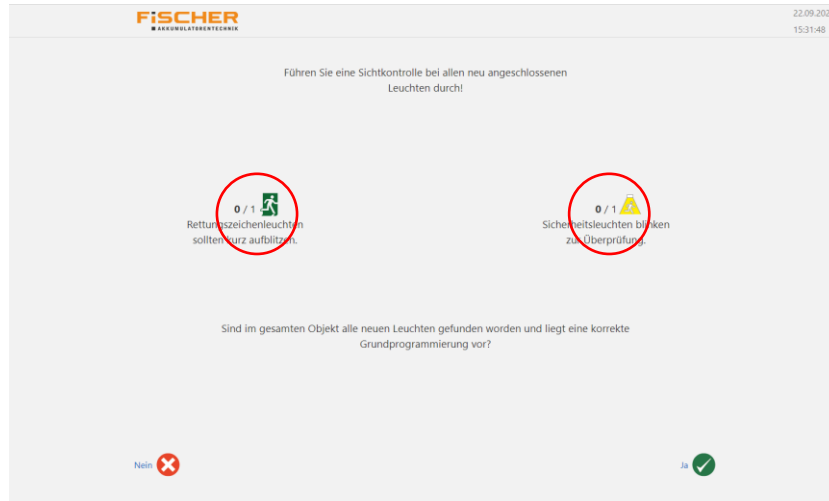 FiSCHER
AKKUMULATORENTECHNIK
22.09.202
15:31:48
Führen Sie eine Sichtkontrolle bei allen neu angeschlossenen
Leuchten durch!
0 / 1
Rettungszeichenleuchten
sollten kurz aufblitzen.
0 / 1
Sicherheitsleuchten blinken
zur Überprüfung.
Sind im gesamten Objekt alle neuen Leuchten gefunden worden und liegt eine korrekte
Grundprogrammierung vor?
Nein
Ja